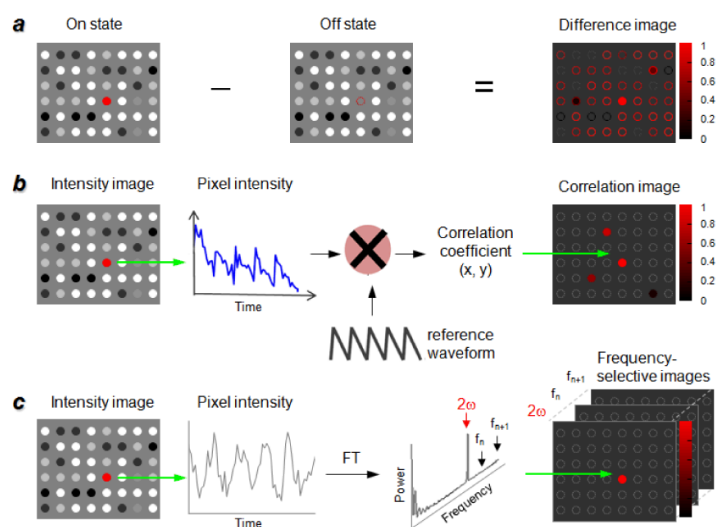 a
On state
Off state
Difference image
1
0.8
0.6
0.4
0.2
0
b
Intensity image
Pixel intensity
Time
Correlation
coefficient
(x, y)
reference
waveform
Correlation image
1
0.8
0.6
0.4
0.2
0
c
Intensity image
Pixel intensity
Time
FT
Power
Frequency
2ω
fn
fn+1
Frequency-
selective images
2ω
fn
fn+1